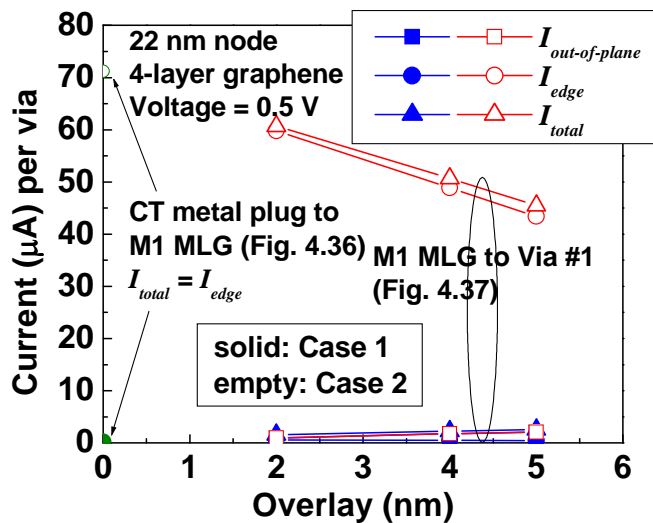 22 nm node
4-layer graphene
Voltage = 0.5 V
I_out-of-plane
I_edge
I_total
CT metal plug to
M1 MLG (Fig. 4.36)
I_total = I_edge
M1 MLG to Via #1
(Fig. 4.37)
solid: Case 1
empty: Case 2
Current (μA) per via
80
70
60
50
40
30
20
10
0
0 1 2 3 4 5 6
Overlay (nm)